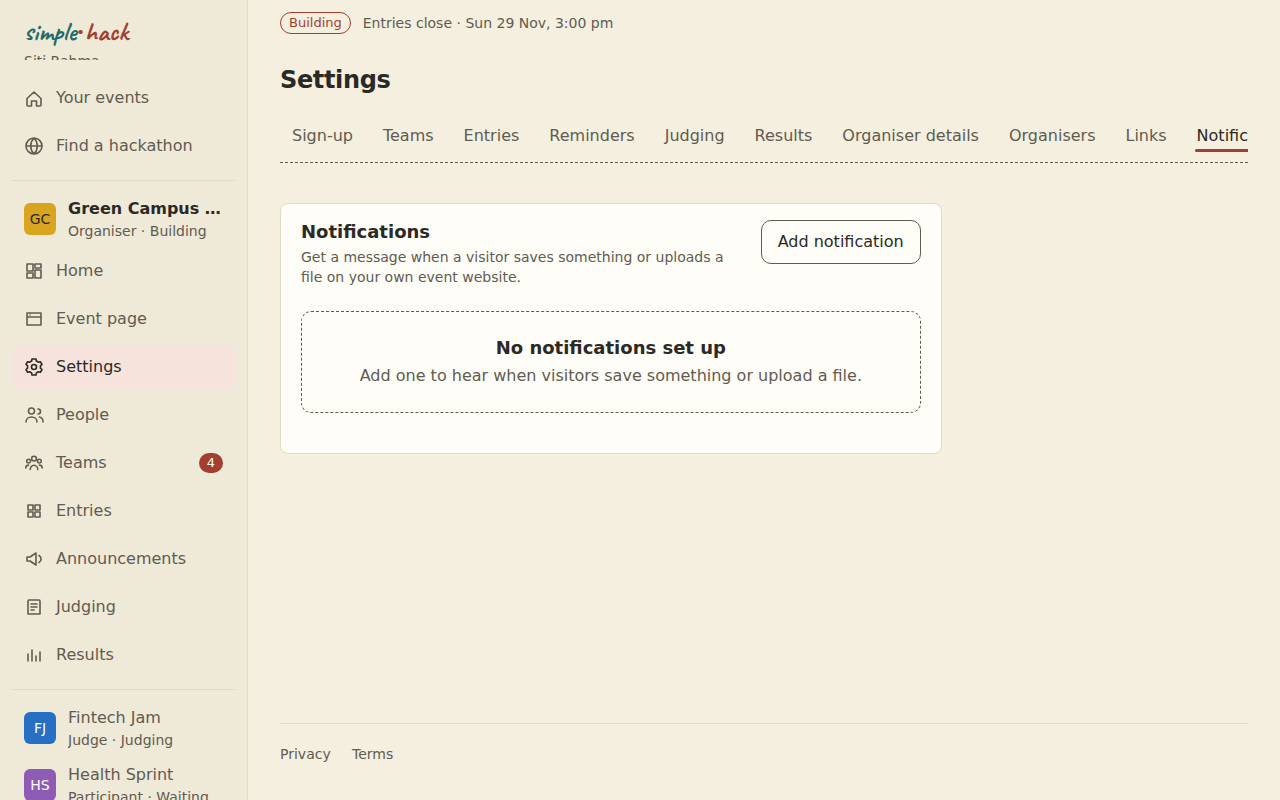 simple·hack
Siti Rahma
Your events
Find a hackathon
GC
Green Campus ...
Organiser · Building
Home
Event page
Settings
People
Teams
4
Entries
Announcements
Judging
Results
FJ
Fintech Jam
Judge · Judging
HS
Health Sprint
Participant · Waiting
Building
Entries close · Sun 29 Nov, 3:00 pm
Settings
Sign-up
Teams
Entries
Reminders
Judging
Results
Organiser details
Organisers
Links
Notific
Notifications
Get a message when a visitor saves something or uploads a
file on your own event website.
Add notification
No notifications set up
Add one to hear when visitors save something or upload a file.
Privacy
Terms